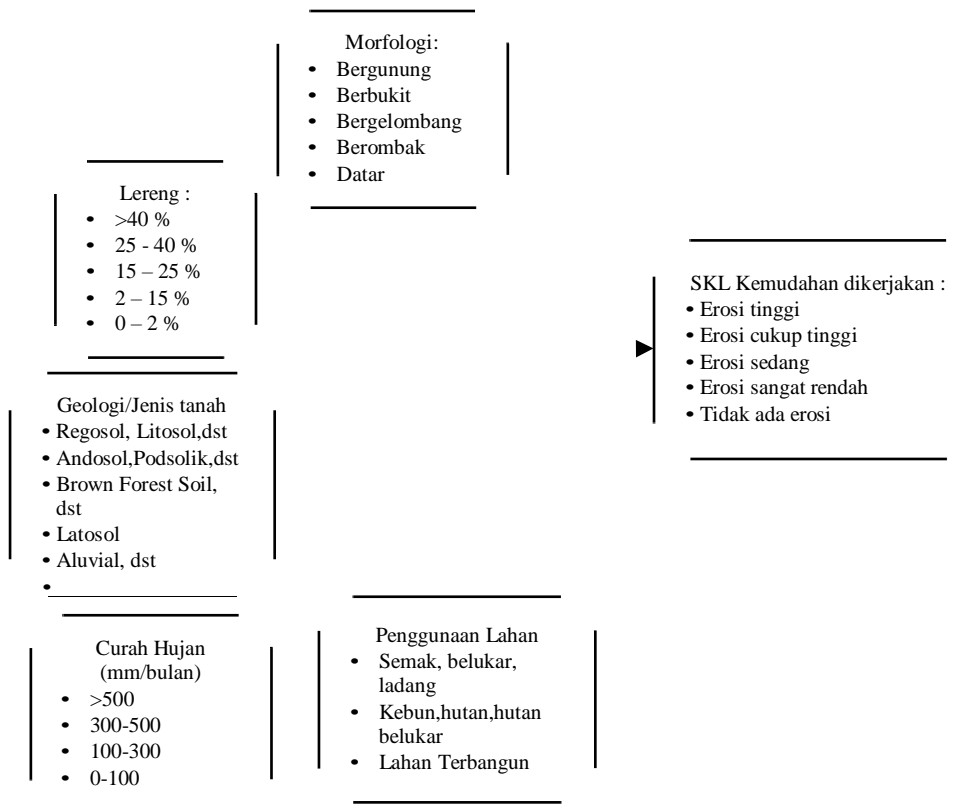 Morfologi:
• Bergunung
• Berbukit
• Bergelombang
• Berombak
• Datar
Lereng :
• >40 %
• 25 - 40 %
• 15 – 25 %
• 2 – 15 %
• 0 – 2 %
SKL Kemudahan dikerjakan :
• Erosi tinggi
• Erosi cukup tinggi
• Erosi sedang
• Erosi sangat rendah
• Tidak ada erosi
Geologi/Jenis tanah
• Regosol, Litosol,dst
• Andosol,Podsolik,dst
• Brown Forest Soil,
dst
• Latosol
• Aluvial, dst
•
Curah Hujan
(mm/bulan)
• >500
• 300-500
• 100-300
• 0-100
Penggunaan Lahan
• Semak, belukar,
ladang
• Kebun,hutan,hutan
belukar
• Lahan Terbangun